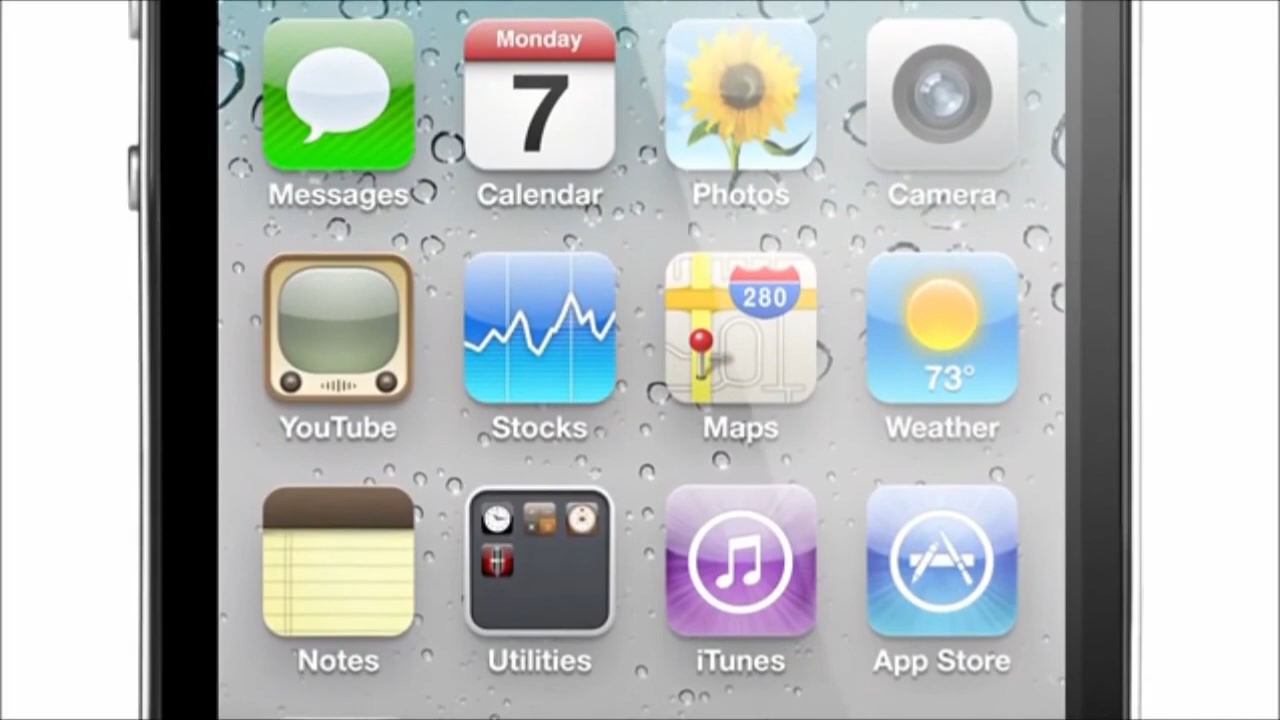 Monday
7
Messages
Calendar
Photos
Camera
280
73°
YouTube
Stocks
Maps
Weather
Notes
Utilities
iTunes
App Store